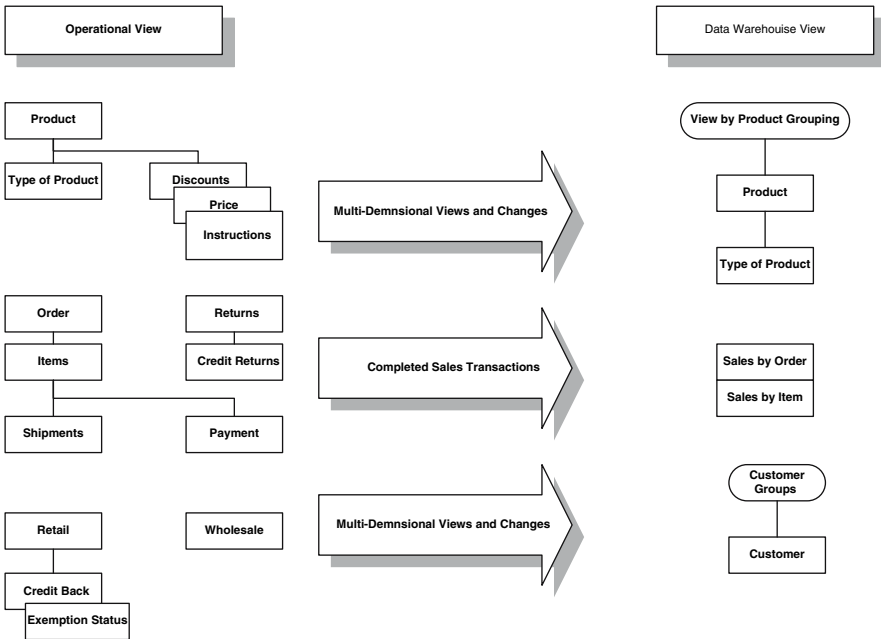 Operational View
Data Warehouise View
Product
View by Product Grouping
Type of Product
Discounts
Price
Instructions
Multi-Demnsional Views and Changes
Product
Type of Product
Order
Returns
Items
Credit Returns
Completed Sales Transactions
Sales by Order
Sales by Item
Shipments
Payment
Customer
Groups
Retail
Wholesale
Multi-Demnsional Views and Changes
Customer
Credit Back
Exemption Status